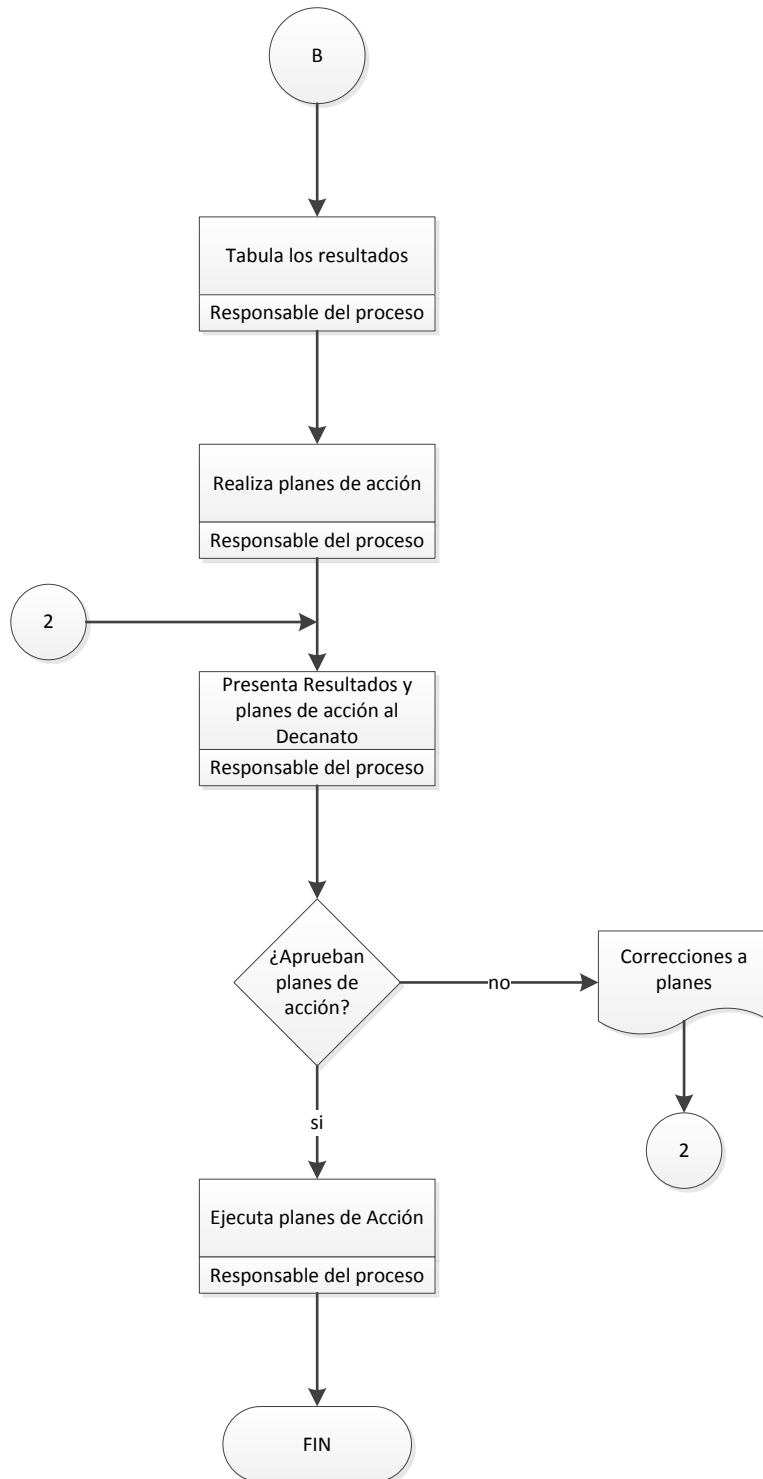 B
Tabula los resultados
Responsable del proceso
Realiza planes de acción
Responsable del proceso
2
Presenta Resultados y
planes de acción al
Decanato
Responsable del proceso
¿Aprueban
planes de
acción?
no
Correcciones a
planes
2
si
Ejecuta planes de Acción
Responsable del proceso
FIN